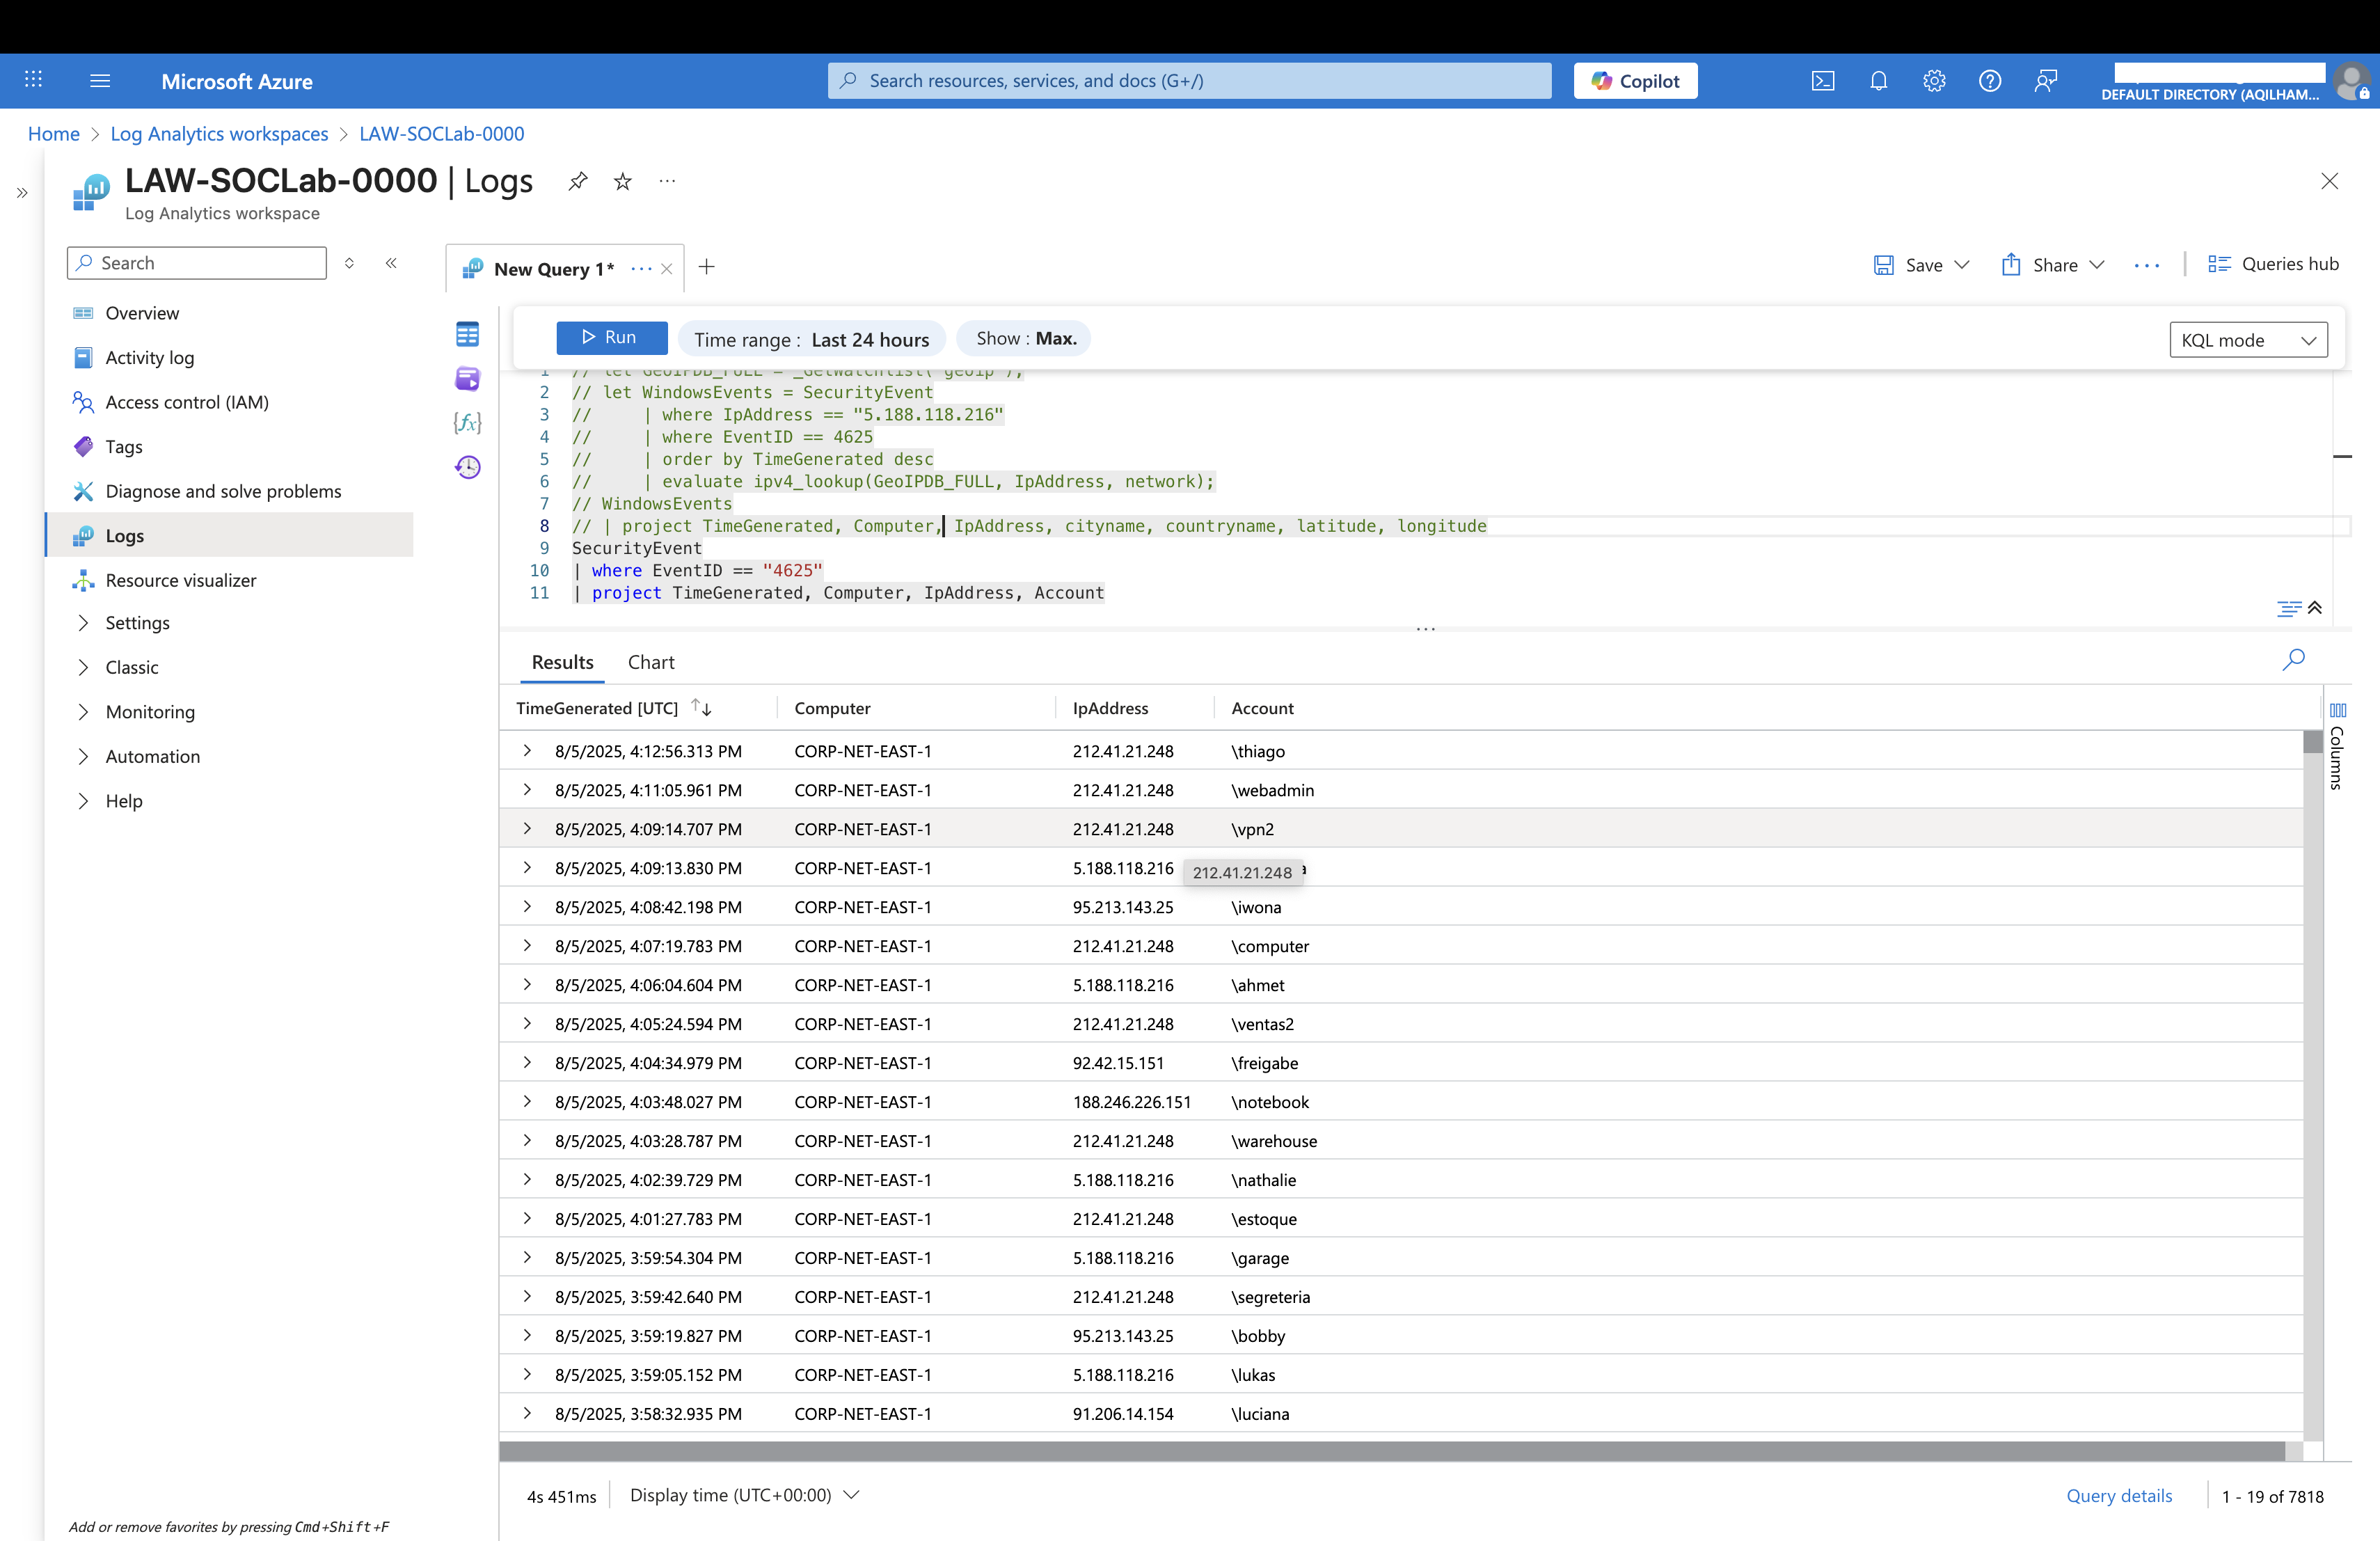 Microsoft Azure
Search resources, services, and docs (G+/)
Copilot
DEFAULT DIRECTORY (AQILHAM...
Home > Log Analytics workspaces > LAW-SOCLab-0000
LAW-SOCLab-0000 | Logs
Log Analytics workspace
Search
Overview
Activity log
Access control (IAM)
Tags
Diagnose and solve problems
Logs
Resource visualizer
Settings
Classic
Monitoring
Automation
Help
Add or remove favorites by pressing Cmd+Shift+F
New Query 1*
Save
Share
Queries hub
Run
Time range : Last 24 hours
Show : Max.
KQL mode
1 // let GeoIPDB_FULL = _GetWatchlist("geoip");
2 // let WindowsEvents = SecurityEvent
3 // | where IpAddress == "5.188.118.216"
4 // | where EventID == 4625
5 // | order by TimeGenerated desc
6 // | evaluate ipv4_lookup(GeoIPDB_FULL, IpAddress, network);
7 // WindowsEvents
8 // | project TimeGenerated, Computer, IpAddress, cityname, countryname, latitude, longitude
9 SecurityEvent
10 | where EventID == "4625"
11 | project TimeGenerated, Computer, IpAddress, Account
Results Chart
TimeGenerated [UTC] Computer IpAddress Account
8/5/2025, 4:12:56.313 PM CORP-NET-EAST-1 212.41.21.248 \thiago
8/5/2025, 4:11:05.961 PM CORP-NET-EAST-1 212.41.21.248 \webadmin
8/5/2025, 4:09:14.707 PM CORP-NET-EAST-1 212.41.21.248 \vpn2
8/5/2025, 4:09:13.830 PM CORP-NET-EAST-1 5.188.118.216
212.41.21.248
8/5/2025, 4:08:42.198 PM CORP-NET-EAST-1 95.213.143.25 \iwona
8/5/2025, 4:07:19.783 PM CORP-NET-EAST-1 212.41.21.248 \computer
8/5/2025, 4:06:04.604 PM CORP-NET-EAST-1 5.188.118.216 \ahmet
8/5/2025, 4:05:24.594 PM CORP-NET-EAST-1 212.41.21.248 \ventas2
8/5/2025, 4:04:34.979 PM CORP-NET-EAST-1 92.42.15.151 \freigabe
8/5/2025, 4:03:48.027 PM CORP-NET-EAST-1 188.246.226.151 \notebook
8/5/2025, 4:03:28.787 PM CORP-NET-EAST-1 212.41.21.248 \warehouse
8/5/2025, 4:02:39.729 PM CORP-NET-EAST-1 5.188.118.216 \nathalie
8/5/2025, 4:01:27.783 PM CORP-NET-EAST-1 212.41.21.248 \estoque
8/5/2025, 3:59:54.304 PM CORP-NET-EAST-1 5.188.118.216 \garage
8/5/2025, 3:59:42.640 PM CORP-NET-EAST-1 212.41.21.248 \segreteria
8/5/2025, 3:59:19.827 PM CORP-NET-EAST-1 95.213.143.25 \bobby
8/5/2025, 3:59:05.152 PM CORP-NET-EAST-1 5.188.118.216 \lukas
8/5/2025, 3:58:32.935 PM CORP-NET-EAST-1 91.206.14.154 \luciana
Columns
4s 451ms
Display time (UTC+00:00)
Query details
1 - 19 of 7818